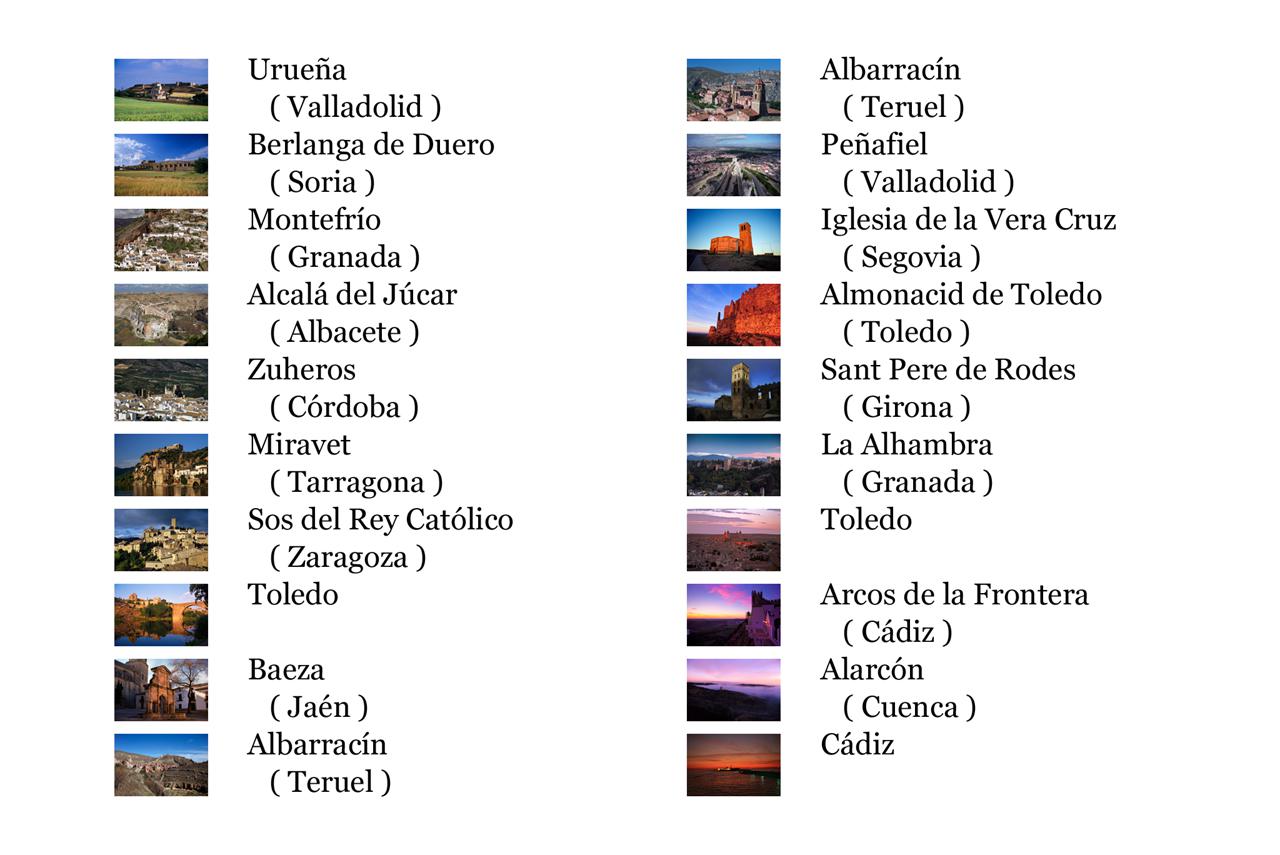 Urueña
( Valladolid )
Berlanga de Duero
( Soria )
Montefrío
( Granada )
Alcalá del Júcar
( Albacete )
Zuheros
( Córdoba )
Miravet
( Tarragona )
Sos del Rey Católico
( Zaragoza )
Toledo
Baeza
( Jaén )
Albarracín
( Teruel )
Albarracín
( Teruel )
Peñafiel
( Valladolid )
Iglesia de la Vera Cruz
( Segovia )
Almonacid de Toledo
( Toledo )
Sant Pere de Rodes
( Girona )
La Alhambra
( Granada )
Toledo
Arcos de la Frontera
( Cádiz )
Alarcón
( Cuenca )
Cádiz